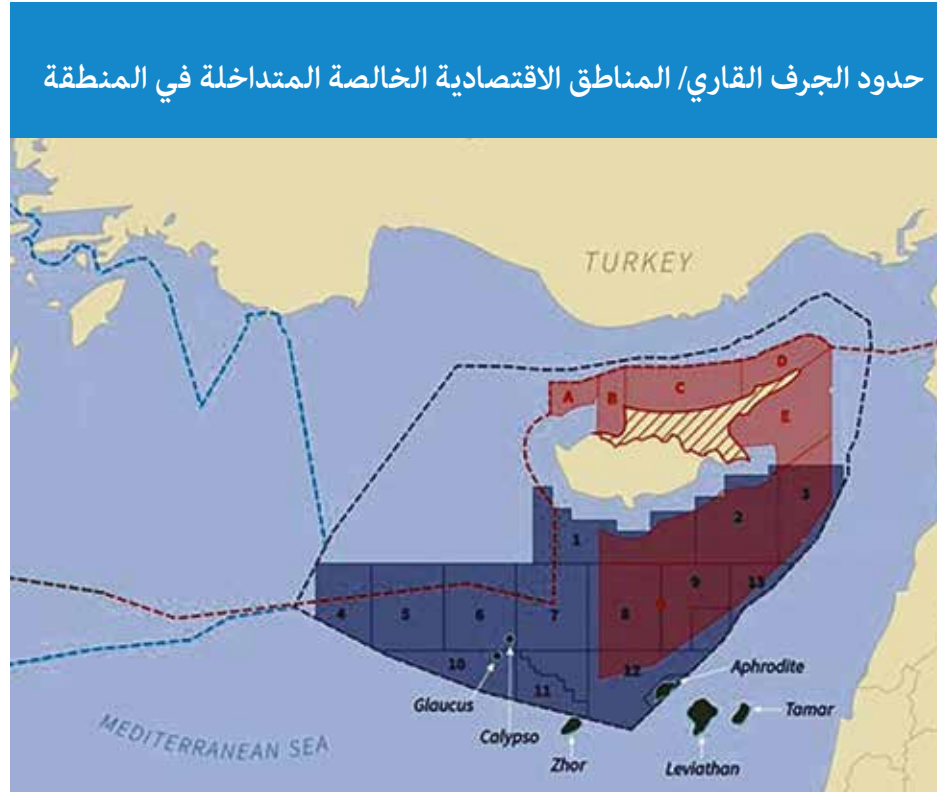 حدود الجرف القاري/ المناطق الاقتصادية الخالصة المتداخلة في المنطقة
TURKEY
D
C
A
B
E
3
2
1
9
13
4
5
6
7
8
10
12
11
Aphrodite
Glaucus
Tamar
Calypso
MEDITERRANEAN SEA
Zhor
Leviathan